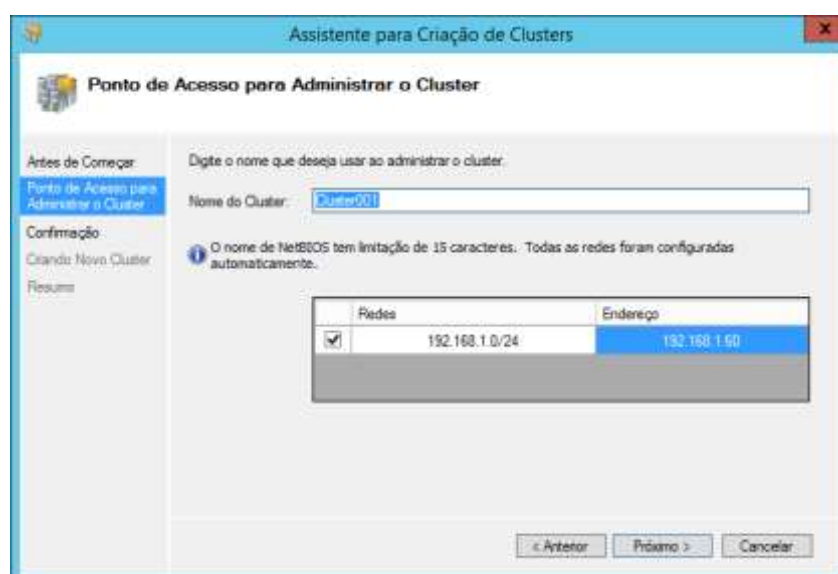 Assistente para Criação de Clusters
Ponto de Acesso para Administrar o Cluster
Antes de Começar
Ponto de Acesso para
Administrar o Cluster
Confirmação
Criando Novo Cluster
Resumo
Digite o nome que deseja usar ao administrar o cluster.
Nome do Cluster:
Cluster001
O nome de NetBIOS tem limitação de 15 caracteres. Todas as redes foram configuradas
automaticamente.
Redes
Endereço
192.168.1.0/24
192.168.1.60
< Anterior
Próximo >
Cancelar